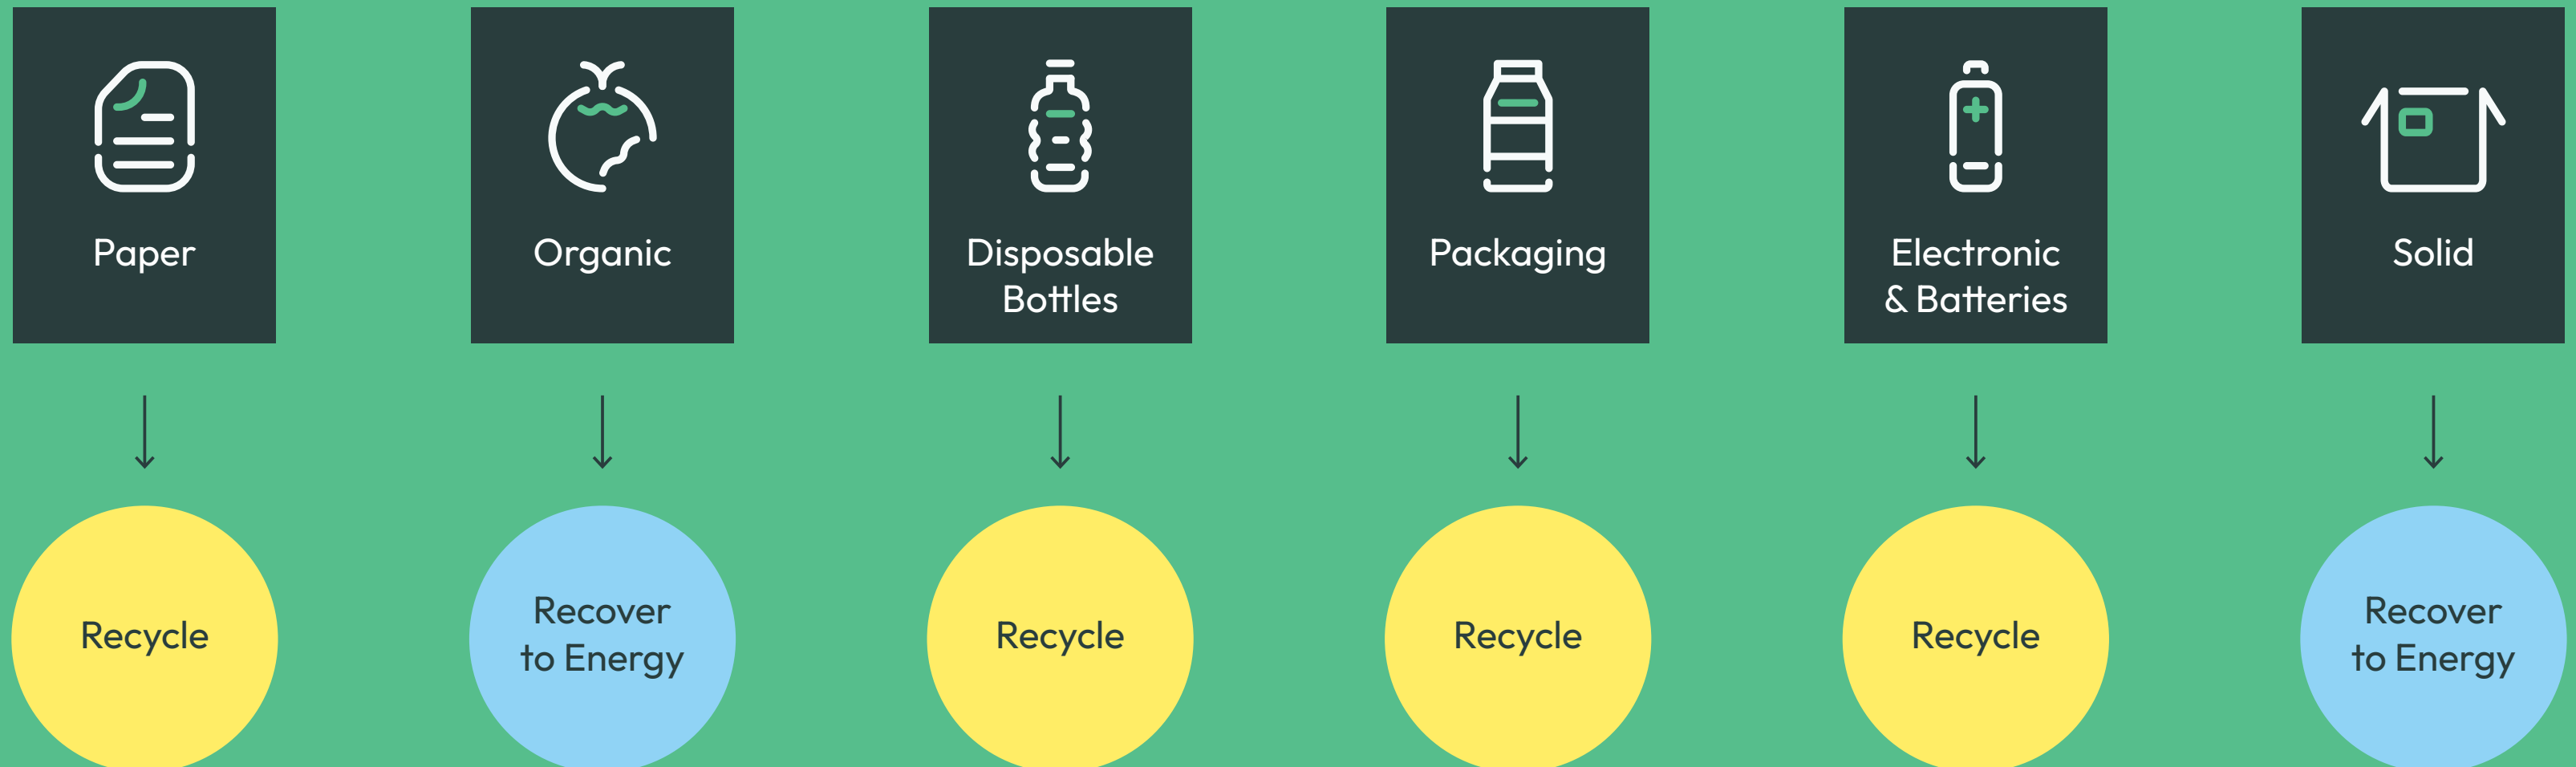 Paper
Organic
Disposable
Bottles
Packaging
Electronic
& Batteries
Solid
Recycle
Recover
to Energy
Recycle
Recycle
Recycle
Recover
to Energy